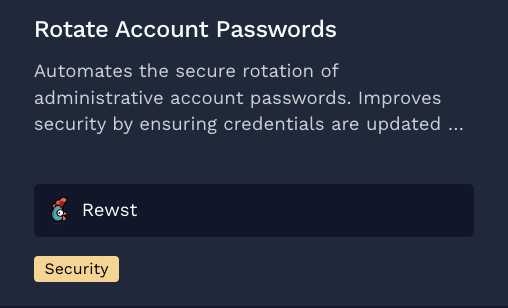 Rotate Account Passwords
Automates the secure rotation of
administrative account passwords. Improves
security by ensuring credentials are updated ...
Rewst
Security